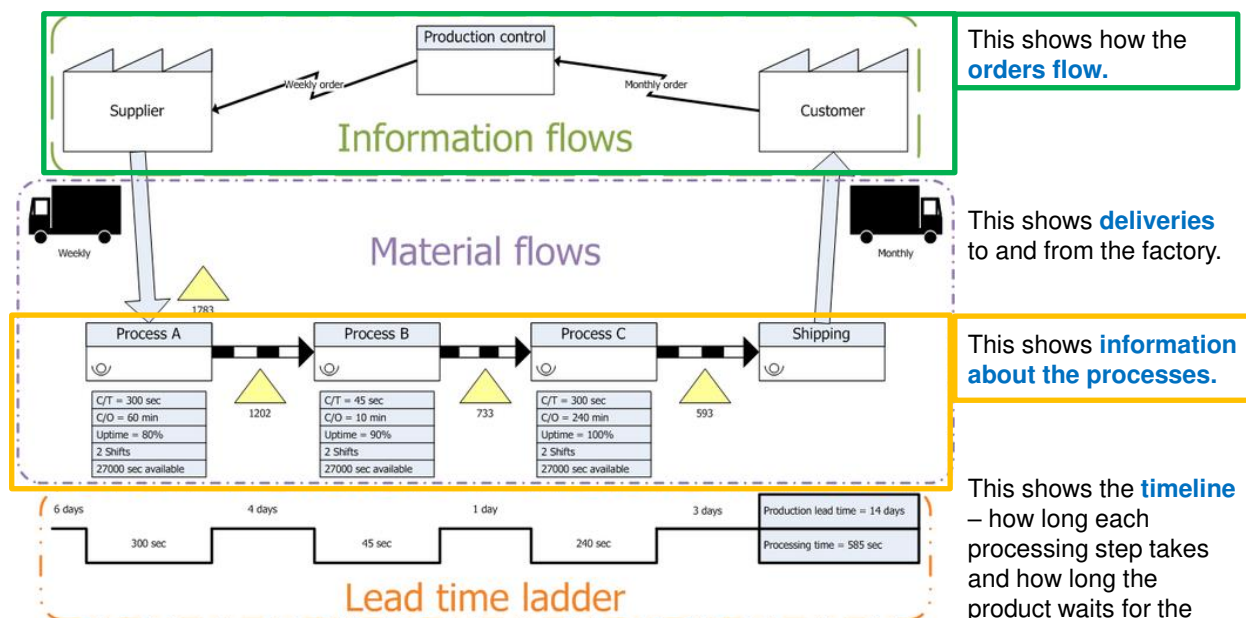 Production control
This shows how the
orders flow.
Weekly order
Monthly order
Supplier
Customer
Information flows
Weekly
Material flows
Monthly
This shows deliveries
to and from the factory.
1783
Process A
Process B
Process C
Shipping
This shows information
about the processes.
1202
733
593
C/T = 300 sec
C/O = 60 min
Uptime = 80%
2 Shifts
27000 sec available
C/T = 45 sec
C/O = 10 min
Uptime = 90%
2 Shifts
27000 sec available
C/T = 300 sec
C/O = 240 min
Uptime = 100%
2 Shifts
27000 sec available
6 days
4 days
1 day
3 days
Production lead time = 14 days
300 sec
45 sec
240 sec
Processing time = 585 sec
Lead time ladder
This shows the timeline
– how long each
processing step takes
and how long the
product waits for the